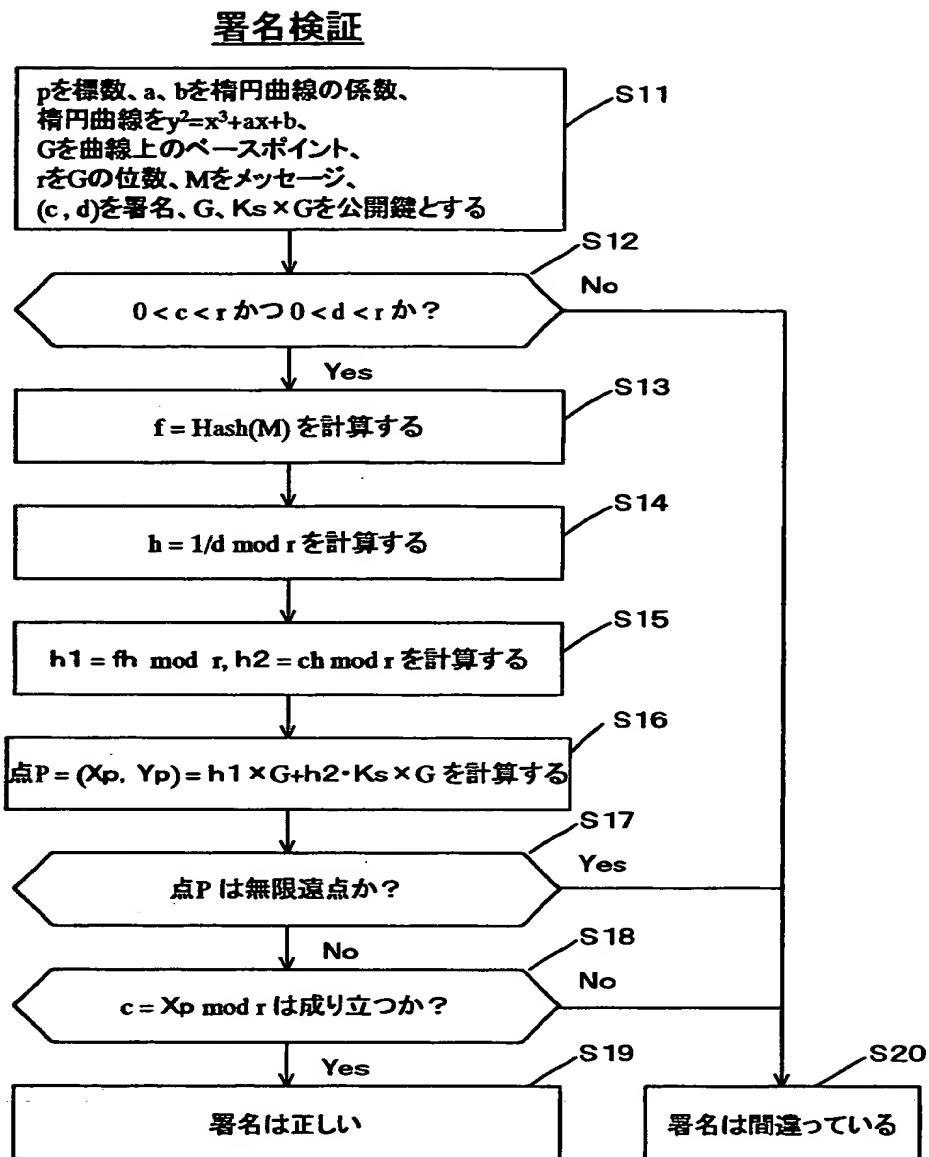 署名検証
pを標数、a、bを楕円曲線の係数、
楕円曲線をy²=x³+ax+b、
Gを曲線上のベースポイント、
rをGの位数、Mをメッセージ、
(c , d)を署名、G、Ks×Gを公開鍵とする
S11
S12
0 < c < r かつ 0 < d < r か？
No
Yes
S13
f = Hash(M) を計算する
S14
h = 1/d mod r を計算する
S15
h1 = fh mod r, h2 = ch mod r を計算する
S16
点P = (Xp, Yp) = h1×G+h2・Ks×G を計算する
S17
点P は無限遠点か？
Yes
No
S18
c = Xp mod r は成り立つか？
No
Yes
S19
署名は正しい
S20
署名は間違っている